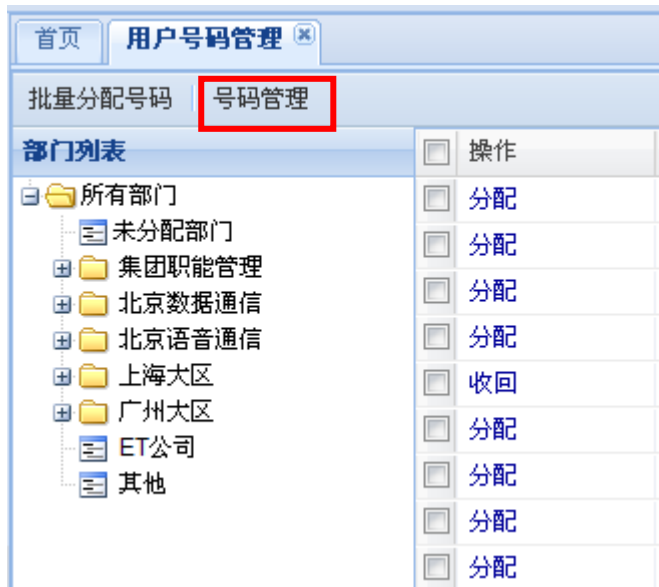 首页 用户号码管理
批量分配号码 号码管理
部门列表
所有部门
未分配部门
集团职能管理
北京数据通信
北京语音通信
上海大区
广州大区
ET公司
其他
操作
分配
分配
分配
分配
收回
分配
分配
分配
分配